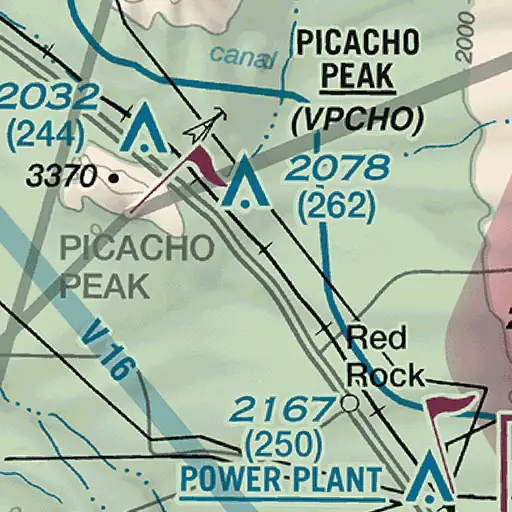 canal
PICACHO
PEAK
(VPCHO)
2000
2032
(244)
3370
2078
(262)
PICACHO
PEAK
V 16
Red
Rock
2167
(250)
POWER PLANT